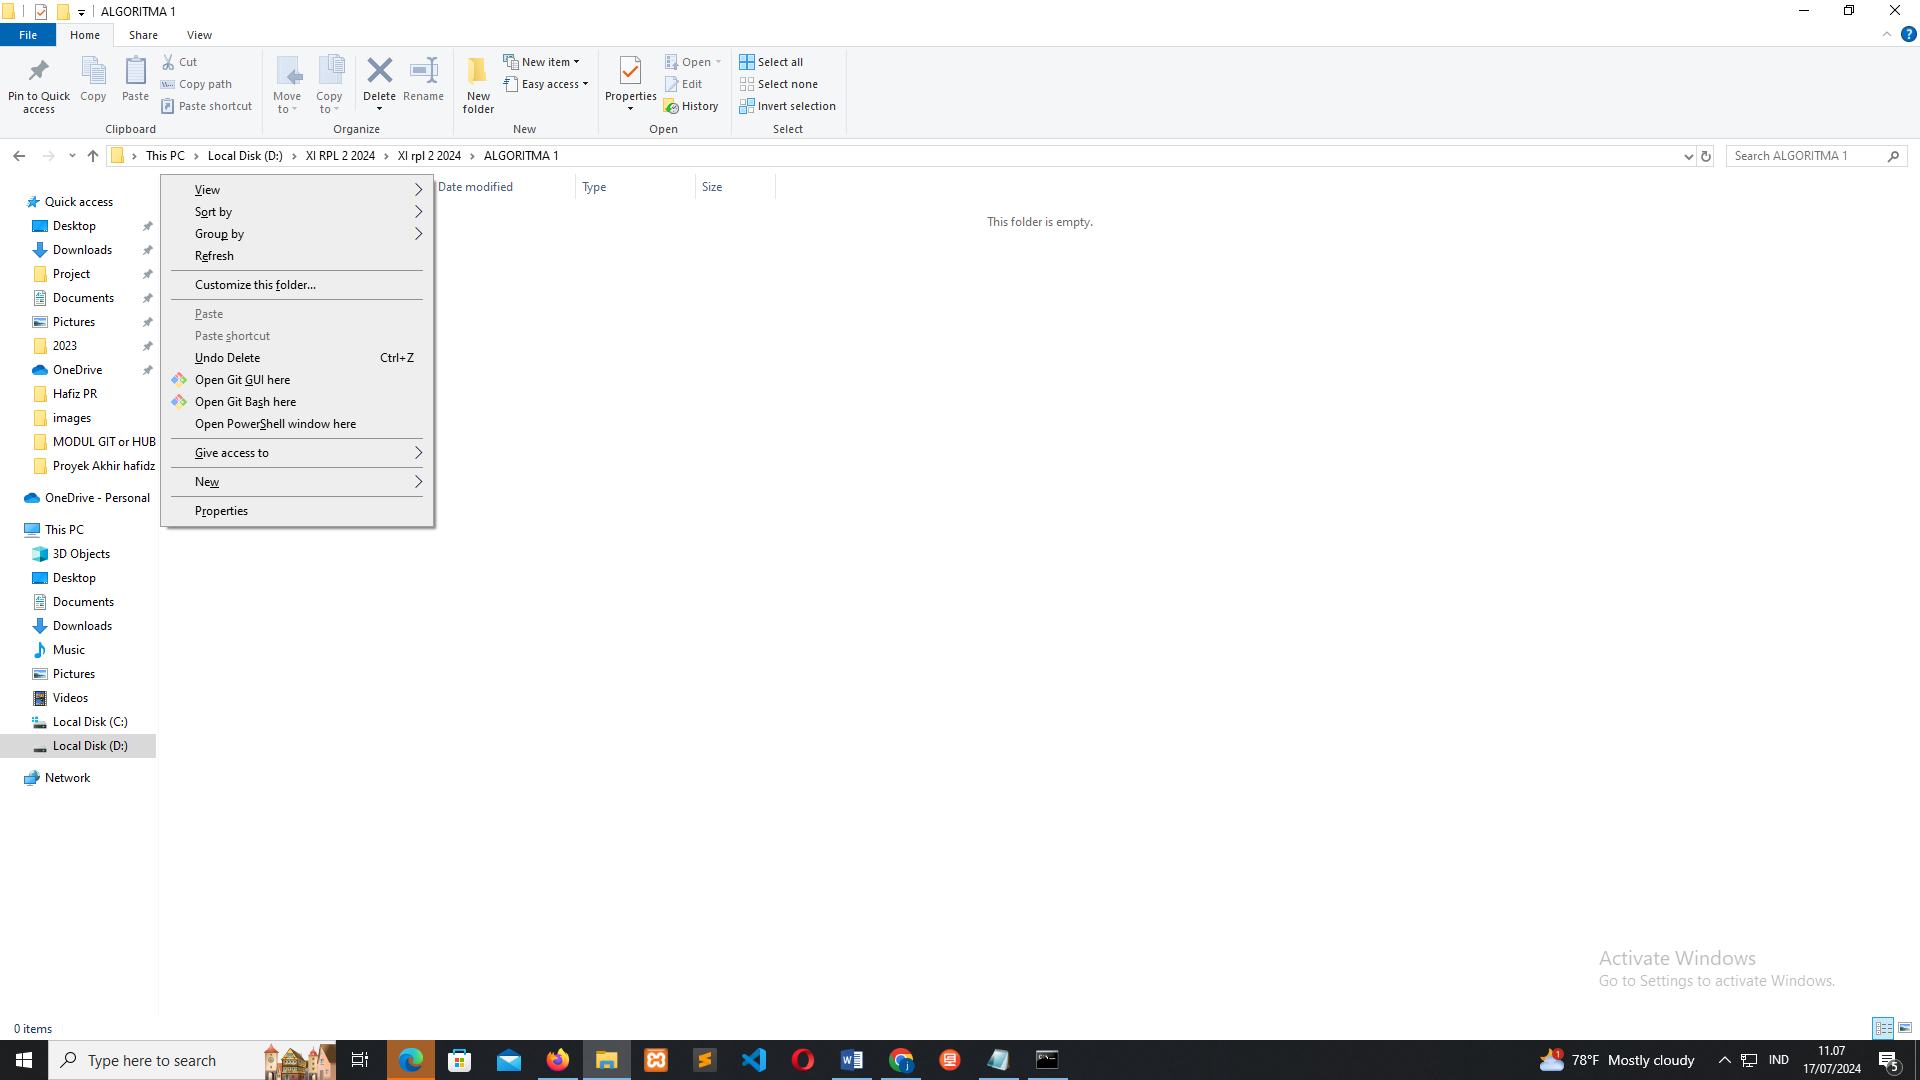 ALGORITMA 1
File
Home
Share
View
Pin to Quick access
Copy
Paste
Cut
Copy path
Paste shortcut
Clipboard
Move to
Copy to
Delete
Rename
Organize
New folder
New item
Easy access
New
Properties
Open
Edit
History
Open
Select all
Select none
Invert selection
Select
This PC
Local Disk (D:)
XI RPL 2 2024
XI rpl 2 2024
ALGORITMA 1
Search ALGORITMA 1
Date modified
Type
Size
This folder is empty.
Quick access
Desktop
Downloads
Project
Documents
Pictures
2023
OneDrive
Hafiz PR
images
MODUL GIT or HUB
Proyek Akhir hafidz
OneDrive - Personal
This PC
3D Objects
Desktop
Documents
Downloads
Music
Pictures
Videos
Local Disk (C:)
Local Disk (D:)
Network
View
Sort by
Group by
Refresh
Customize this folder...
Paste
Paste shortcut
Undo Delete Ctrl+Z
Open Git GUI here
Open Git Bash here
Open PowerShell window here
Give access to
New
Properties
Activate Windows
Go to Settings to activate Windows.
0 items
Type here to search
1
78°F Mostly cloudy
IND
11.07
17/07/2024
5